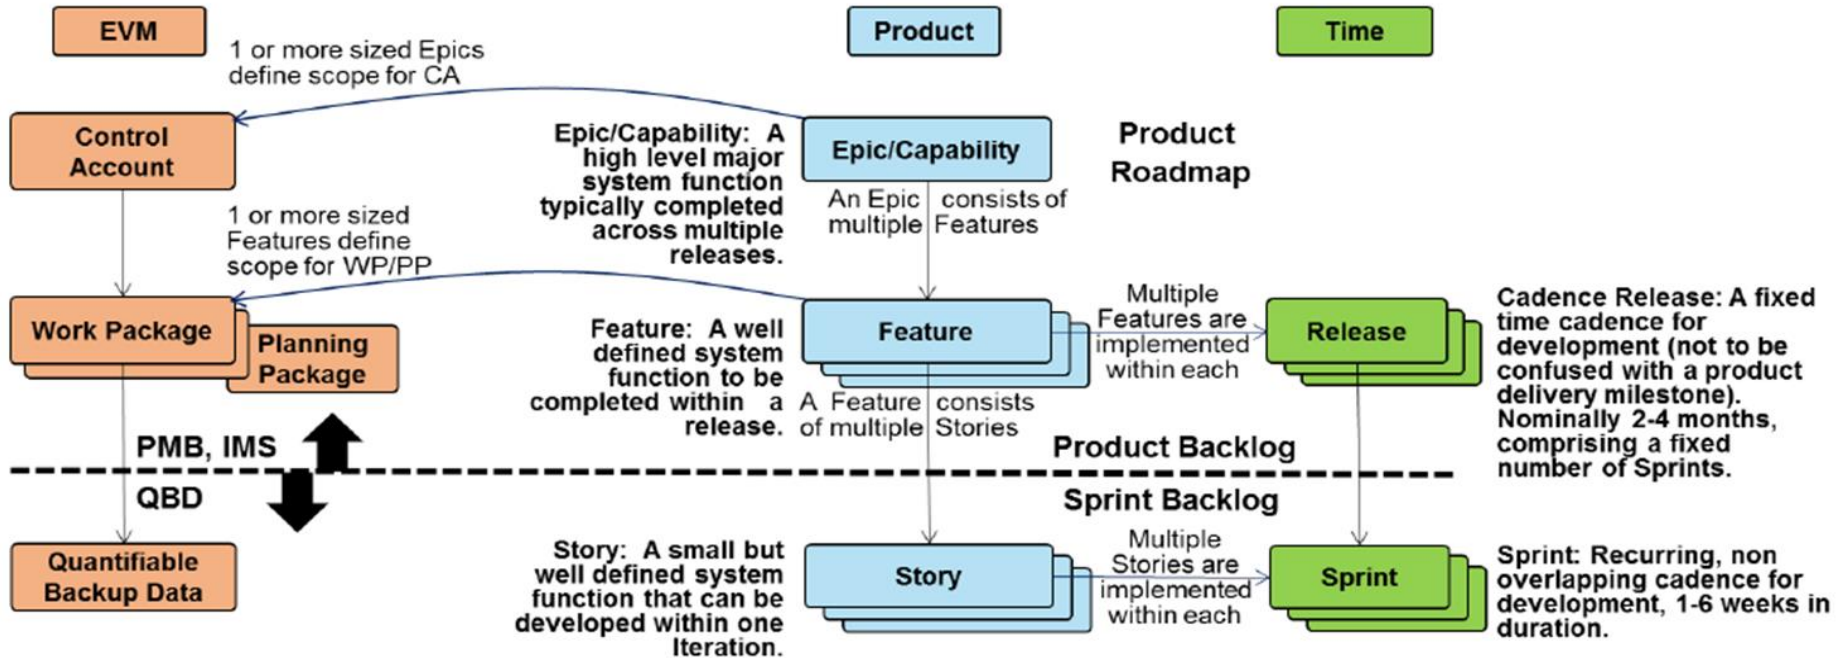 EVM
Product
Time
1 or more sized Epics
define scope for CA
Control
Account
Epic/Capability: A
high level major
system function
typically completed
across multiple
releases.
Epic/Capability
Product
Roadmap
An Epic consists of
multiple Features
1 or more sized
Features define
scope for WP/PP
Work Package
Planning
Package
Feature: A well
defined system
function to be
completed within a
release.
Feature
Multiple
Features are
implemented
within each
Release
Cadence Release: A fixed
time cadence for
development (not to be
confused with a product
delivery milestone).
Nominally 2-4 months,
comprising a fixed
number of Sprints.
A Feature consists
of multiple Stories
PMB, IMS
Product Backlog
QBD
Sprint Backlog
Quantifiable
Backup Data
Story: A small but
well defined system
function that can be
developed within one
Iteration.
Story
Multiple
Stories are
implemented
within each
Sprint
Sprint: Recurring, non
overlapping cadence for
development, 1-6 weeks in
duration.